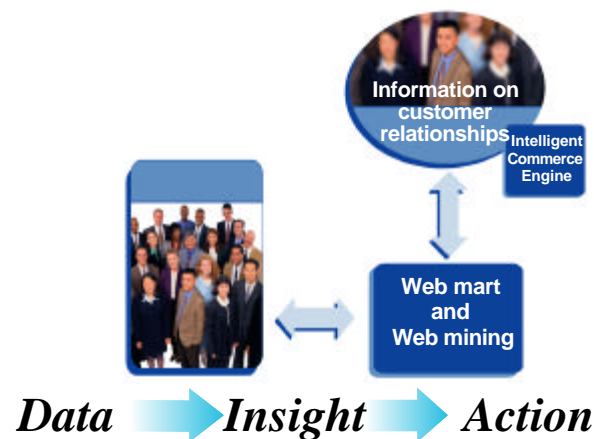 Information on
customer
relationships
Intelligent
Commerce
Engine
Web mart
and
Web mining
Data Insight Action